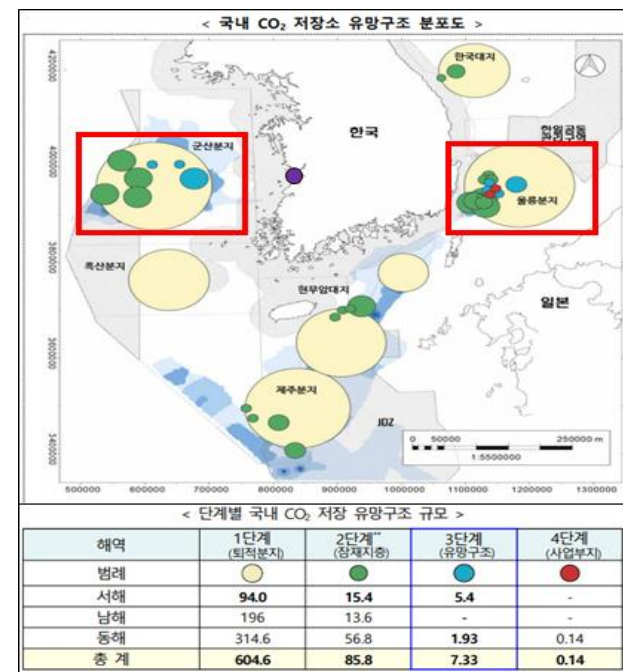 < 국내 CO₂ 저장소 유망구조 분포도 >
4200000
4000000
3800000
3600000
3400000
한국대지
한국
군산분지
울릉분지
흑산분지
현무암대지
일본
제주분지
JDZ
0 50000 250000 m
1:5500000
500000 600000 700000 800000 900000 1000000 1100000 1200000 1300000
< 단계별 국내 CO₂ 저장 유망구조 규모 >
해역 1단계 2단계** 3단계 4단계
(퇴적분지) (잠재지층) (유망구조) (사업부지)
범례
서해 94.0 15.4 5.4 -
남해 196 13.6 - -
동해 314.6 56.8 1.93 0.14
총 계 604.6 85.8 7.33 0.14